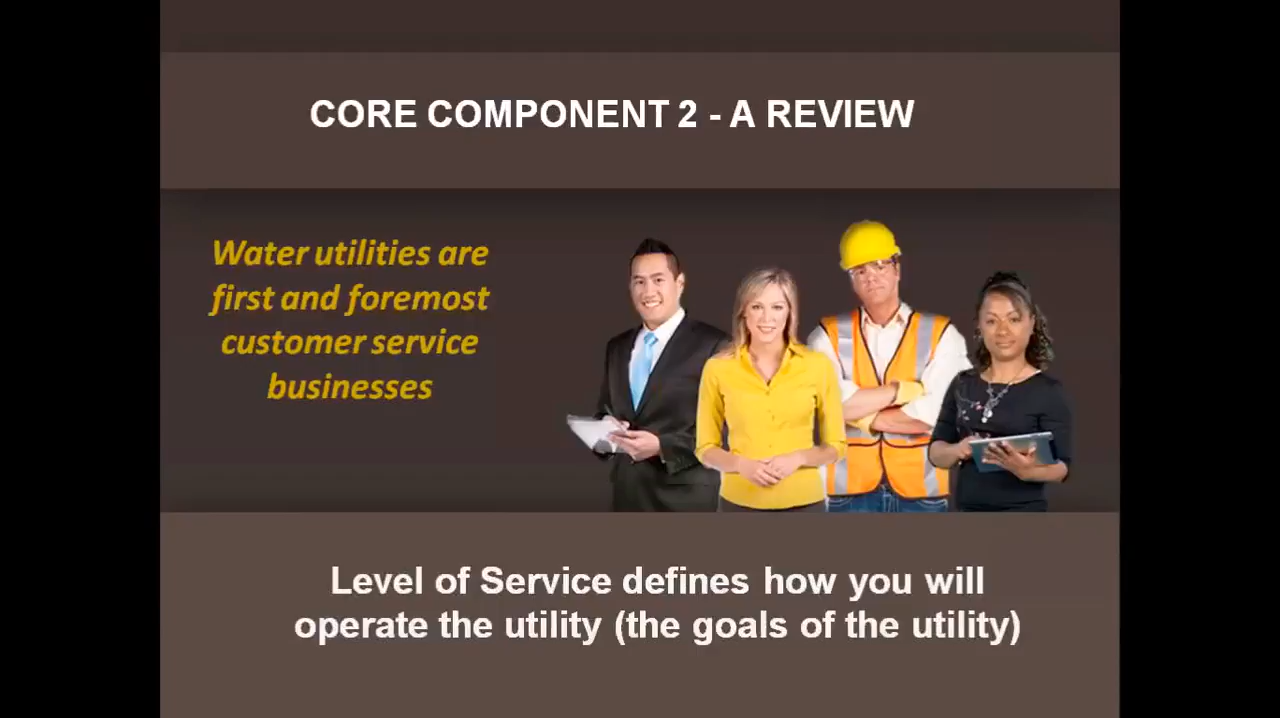 CORE COMPONENT 2 - A REVIEW
Water utilities are
first and foremost
customer service
businesses
Level of Service defines how you will
operate the utility (the goals of the utility)